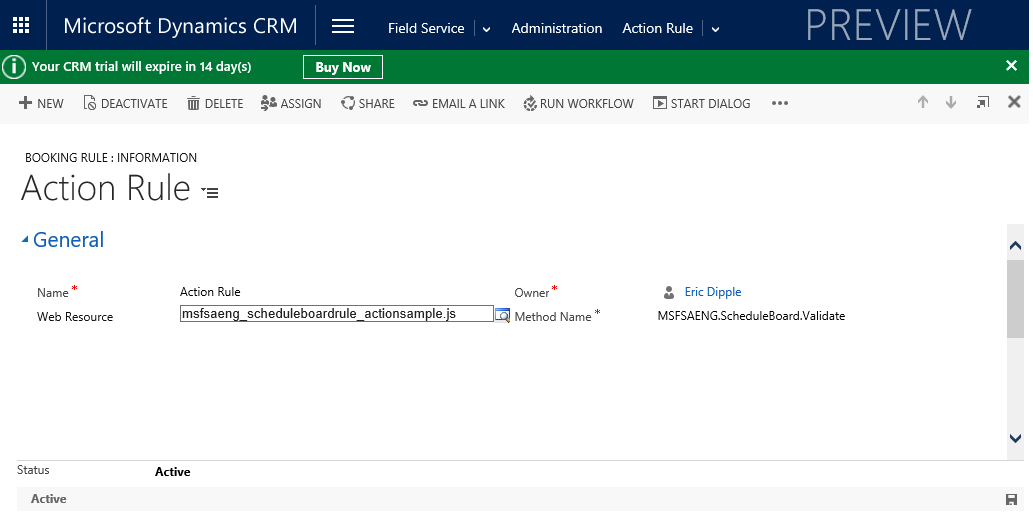 Microsoft Dynamics CRM Field Service Administration Action Rule PREVIEW
Your CRM trial will expire in 14 day(s) Buy Now
NEW DEACTIVATE DELETE ASSIGN SHARE EMAIL A LINK RUN WORKFLOW START DIALOG
BOOKING RULE : INFORMATION
Action Rule
General
Name* Action Rule Owner* Eric Dipple
Web Resource msfsaeng_scheduleboardrule_actionsample.js Method Name* MSFSAENG.ScheduleBoard.Validate
Status Active
Active